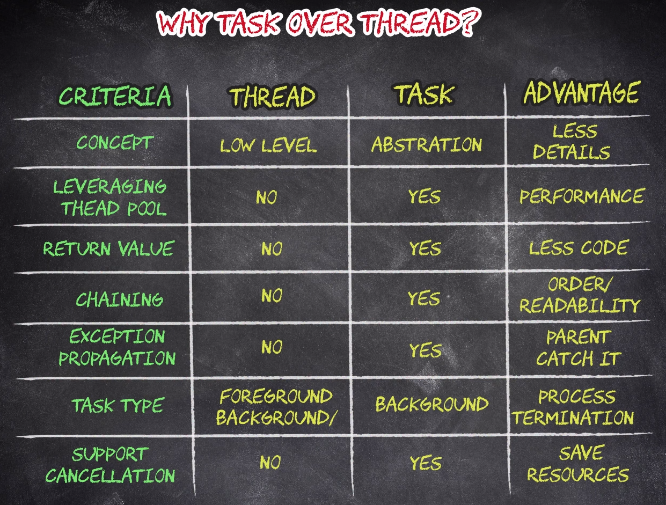 WHY TASK OVER THREAD?
CRITERIA THREAD TASK ADVANTAGE
CONCEPT LOW LEVEL ABSTRATION LESS
DETAILS
LEVERAGING
THEAD POOL NO YES PERFORMANCE
RETURN VALUE NO YES LESS CODE
CHAINING NO YES ORDER/
READABILITY
EXCEPTION
PROPAGATION NO YES PARENT
CATCH IT
TASK TYPE FOREGROUND
BACKGROUND/ BACKGROUND PROCESS
TERMINATION
SUPPORT
CANCELLATION NO YES SAVE
RESOURCES